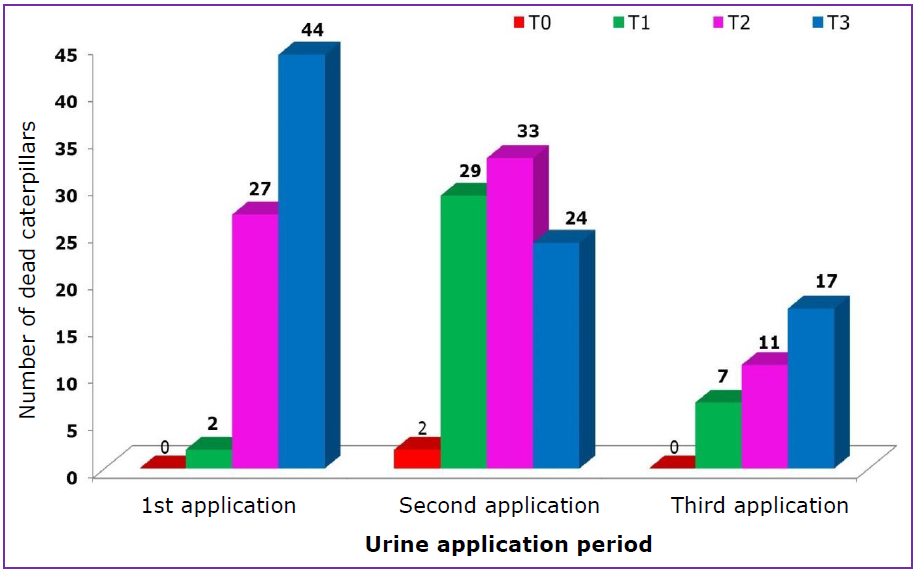 T0 T1 T2 T3
Number of dead caterpillars
45
40
35
30
25
20
15
10
5
0
0 2 27 44
2 29 33 24
0 7 11 17
1st application Second application Third application
Urine application period